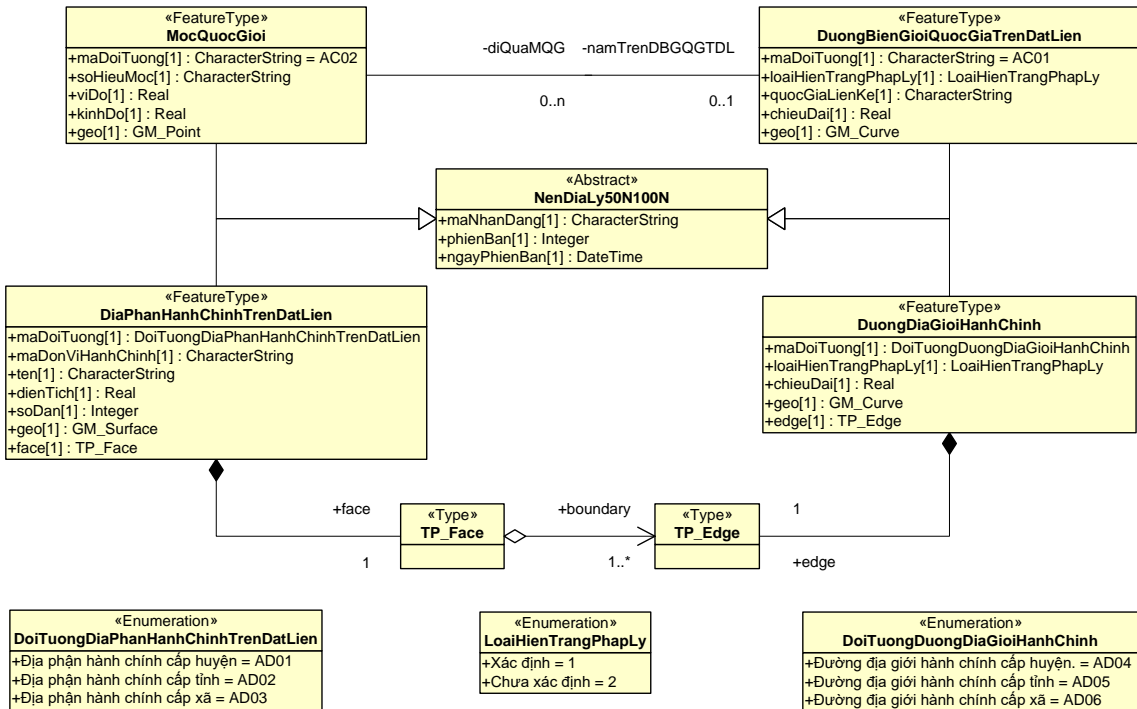 «FeatureType»
MocQuocGioi
+maDoiTuong[1] : CharacterString = AC02
+soHieuMoc[1] : CharacterString
+viDo[1] : Real
+kinhDo[1] : Real
+geo[1] : GM_Point
-diQuaMQG
-namTrenDBGQGTDL
0..n
0..1
«FeatureType»
DuongBienGioiQuocGiaTrenDatLien
+maDoiTuong[1] : CharacterString = AC01
+loaiHienTrangPhapLy[1] : LoaiHienTrangPhapLy
+quocGiaLienKe[1] : CharacterString
+chieuDai[1] : Real
+geo[1] : GM_Curve
«Abstract»
NenDiaLy50N100N
+maNhanDang[1] : CharacterString
+phienBan[1] : Integer
+ngayPhienBan[1] : DateTime
«FeatureType»
DiaPhanHanhChinhTrenDatLien
+maDoiTuong[1] : DoiTuongDiaPhanHanhChinhTrenDatLien
+maDonViHanhChinh[1] : CharacterString
+ten[1] : CharacterString
+dienTich[1] : Real
+soDan[1] : Integer
+geo[1] : GM_Surface
+face[1] : TP_Face
«FeatureType»
DuongDiaGioiHanhChinh
+maDoiTuong[1] : DoiTuongDuongDiaGioiHanhChinh
+loaiHienTrangPhapLy[1] : LoaiHienTrangPhapLy
+chieuDai[1] : Real
+geo[1] : GM_Curve
+edge[1] : TP_Edge
+face
1
«Type»
TP_Face
+boundary
1..*
«Type»
TP_Edge
1
+edge
«Enumeration»
DoiTuongDiaPhanHanhChinhTrenDatLien
+Địa phận hành chính cấp huyện = AD01
+Địa phận hành chính cấp tỉnh = AD02
+Địa phận hành chính cấp xã = AD03
«Enumeration»
LoaiHienTrangPhapLy
+Xác định = 1
+Chưa xác định = 2
«Enumeration»
DoiTuongDuongDiaGioiHanhChinh
+Đường địa giới hành chính cấp huyện. = AD04
+Đường địa giới hành chính cấp tỉnh = AD05
+Đường địa giới hành chính cấp xã = AD06